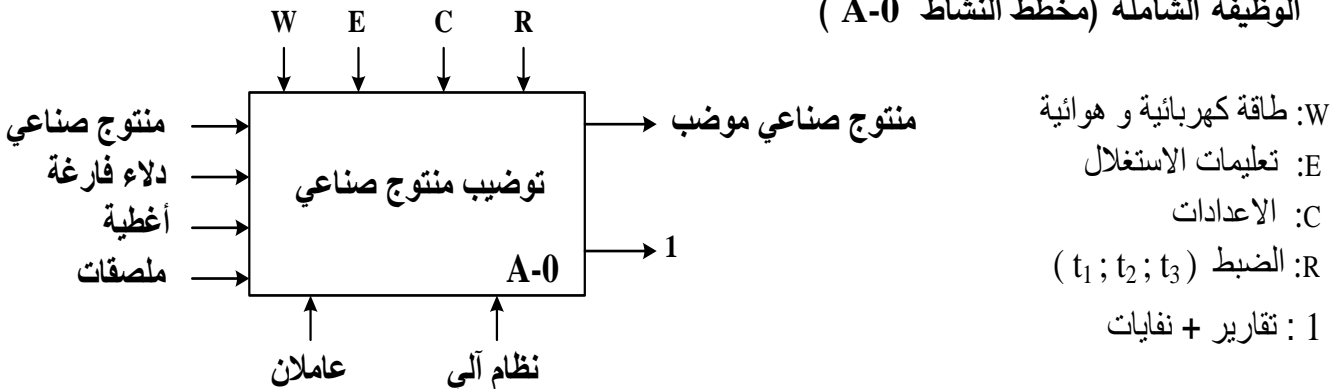 الوظيفة الشاملة (مخطط النشاط A-0 )
W E C R
منتوج صناعي
دلاء فارغة
أغطية
ملصقات
توضيب منتوج صناعي
A-0
منتوج صناعي موضب
1
عاملان
نظام آلي
W: طاقة كهربائية و هوائية
E: تعليمات الاستغلال
C: الاعدادات
R: الضبط ( t₁ ; t₂ ; t₃ )
1 : تقارير + نفايات